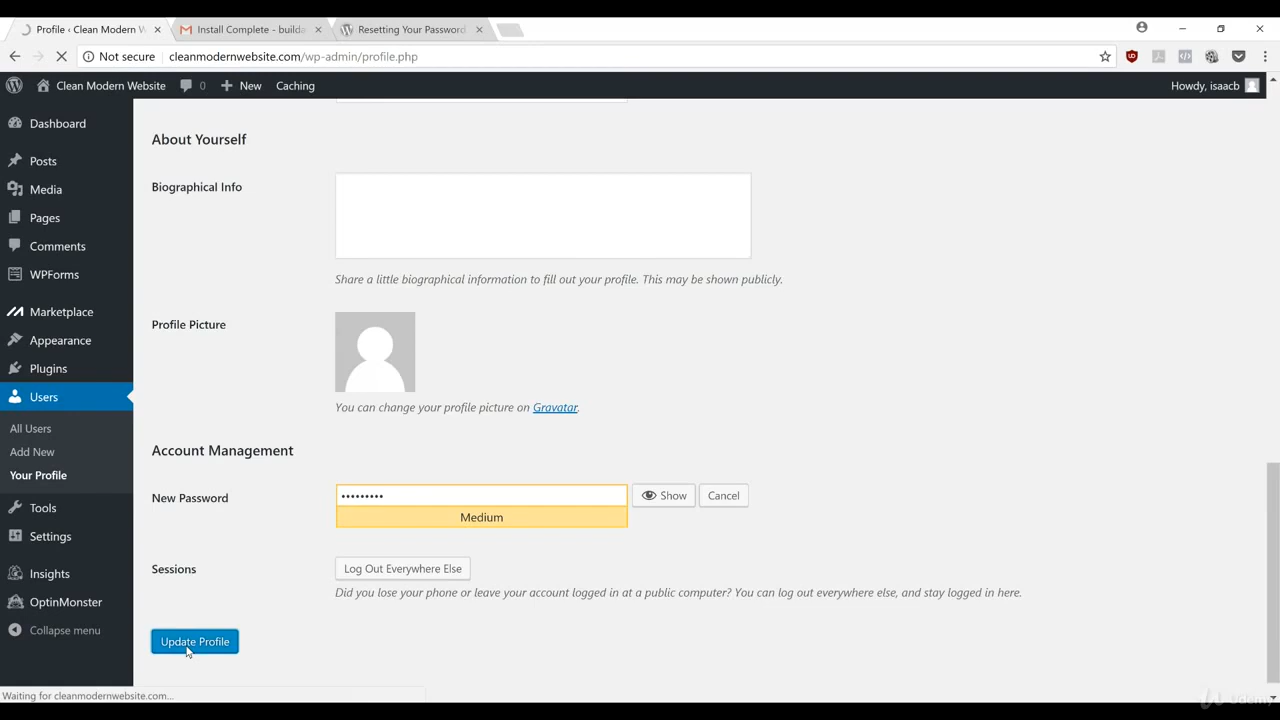 Profile ‹ Clean Modern W
Install Complete - builda
Resetting Your Password
Not secure
cleanmodernwebsite.com/wp-admin/profile.php
Clean Modern Website
0
New
Caching
Howdy, isaacb
Dashboard
Posts
Media
Pages
Comments
WPForms
Marketplace
Appearance
Plugins
Users
All Users
Add New
Your Profile
Tools
Settings
Insights
OptinMonster
Collapse menu
About Yourself
Biographical Info
Share a little biographical information to fill out your profile. This may be shown publicly.
Profile Picture
You can change your profile picture on Gravatar.
Account Management
New Password
•••••••••
Show
Cancel
Medium
Sessions
Log Out Everywhere Else
Did you lose your phone or leave your account logged in at a public computer? You can log out everywhere else, and stay logged in here.
Update Profile
Waiting for cleanmodernwebsite.com...
Udemy